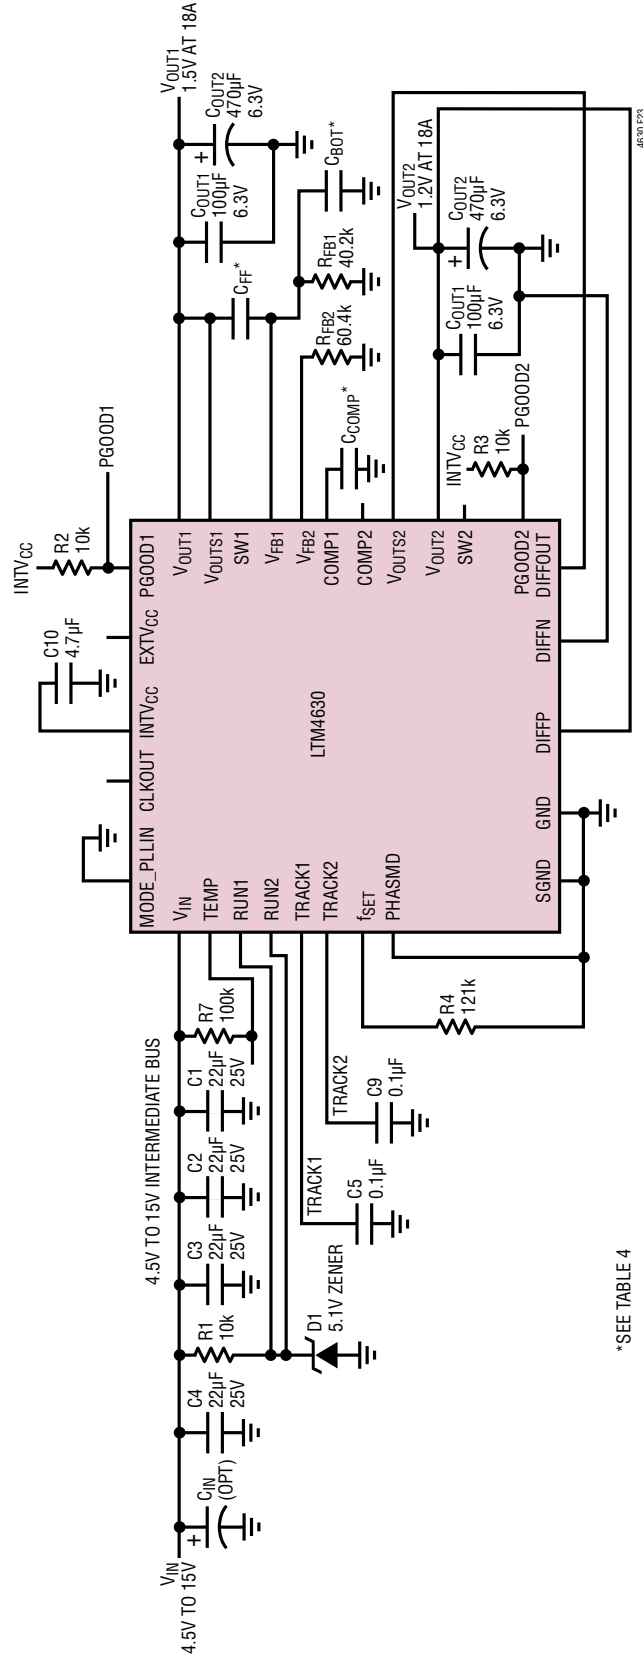 VIN
4.5V TO 15V
4.5V TO 15V INTERMEDIATE BUS
CIN
(OPT)
+
C4
22µF
25V
R1
10k
C3
22µF
25V
C2
22µF
25V
C1
22µF
25V
R7
100k
D1
5.1V ZENER
TRACK1
C5
0.1µF
TRACK2
C9
0.1µF
R4
121k
*SEE TABLE 4
MODE_PLLIN
CLKOUT
INTVCC
EXTVCC
PGOOD1
VIN
TEMP
RUN1
RUN2
TRACK1
TRACK2
fSET
PHASMD
LTM4630
VOUT1
VOUTS1
SW1
VFB1
VFB2
COMP1
COMP2
VOUTS2
VOUT2
SW2
PGOOD2
SGND
GND
DIFFP
DIFFN
DIFFOUT
C10
4.7µF
INTVCC
R2
10k
PGOOD1
VOUT1
1.5V AT 18A
COUT1
100µF
6.3V
+
COUT2
470µF
6.3V
CFF*
CBOT*
RFB1
40.2k
RFB2
60.4k
CCOMP*
VOUT2
1.2V AT 18A
COUT1
100µF
6.3V
+
COUT2
470µF
6.3V
INTVCC
R3
10k
PGOOD2
4630 F23